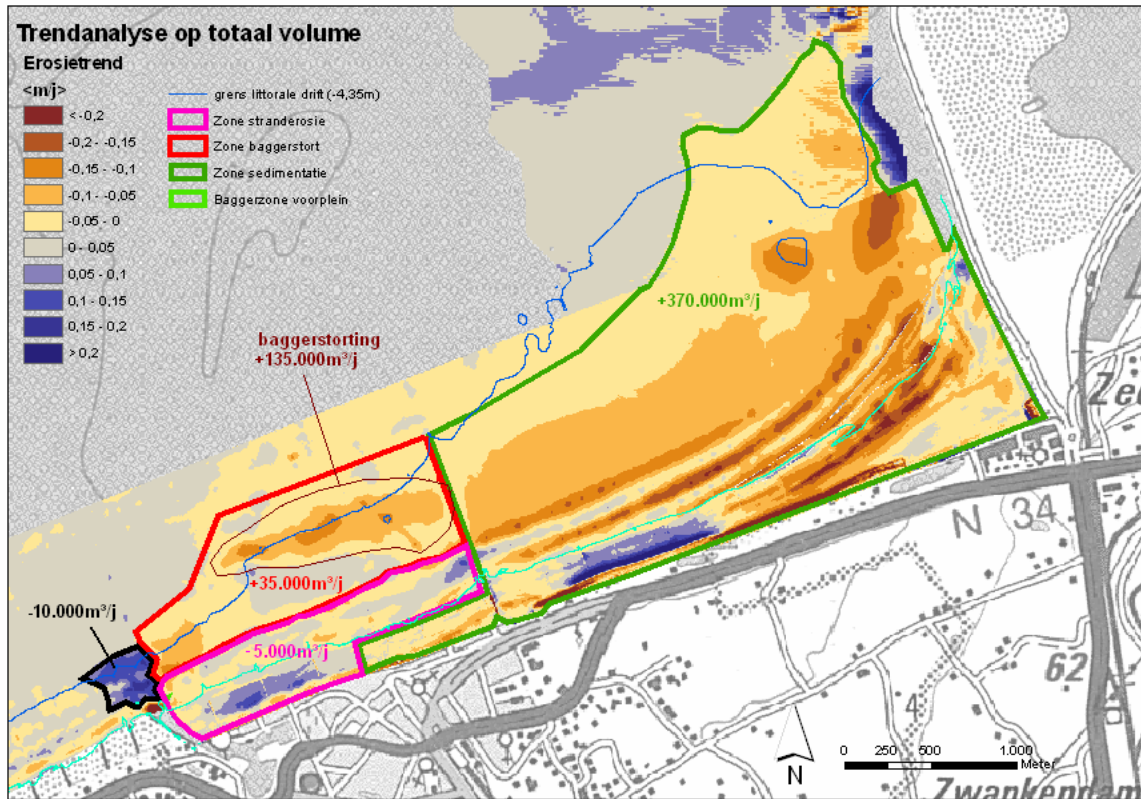 Trendanalyse op totaal volume
Erosietrend
<m/j>
< -0,2
-0,2 - -0,15
-0,15 - -0,1
-0,1 - -0,05
-0,05 - 0
0 - 0,05
0,05 - 0,1
0,1 - 0,15
0,15 - 0,2
> 0,2
grens littorale drift (-4,35m)
Zone stranderosie
Zone baggerstort
Zone sedimentatie
Baggerzone voorplein
+370.000m³/j
baggerstorting
+135.000m³/j
+35.000m³/j
-10.000m³/j
-5.000m³/j
N 34
62
4
N
0 250 500 1.000
Meter
Zwankendam